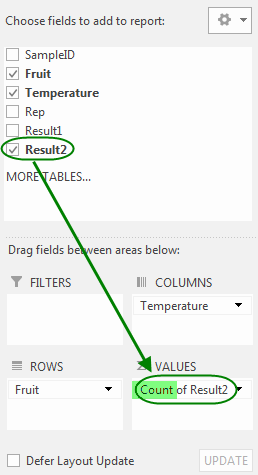 Choose fields to add to report:
SampleID
Fruit
Temperature
Rep
Result1
Result2
MORE TABLES...
Drag fields between areas below:
FILTERS
COLUMNS
Temperature
ROWS
VALUES
Fruit
Count of Result2
Defer Layout Update
UPDATE